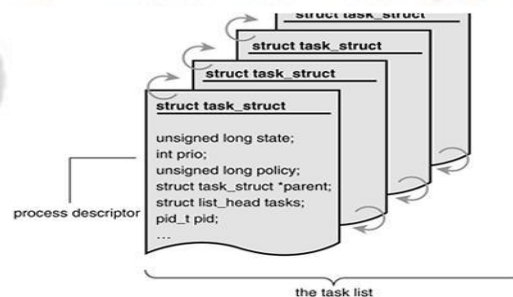 struct task_struct
struct task_struct
struct task_struct
struct task_struct
unsigned long state;
int prio;
unsigned long policy;
struct task_struct *parent;
struct list_head tasks;
pid_t pid;
...
process descriptor
the task list